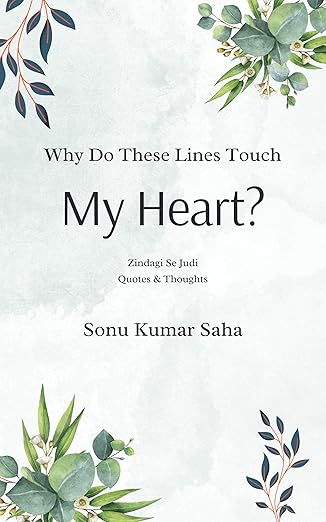 Why Do These Lines Touch
My Heart?
Zindagi Se Judi
Quotes & Thoughts
Sonu Kumar Saha